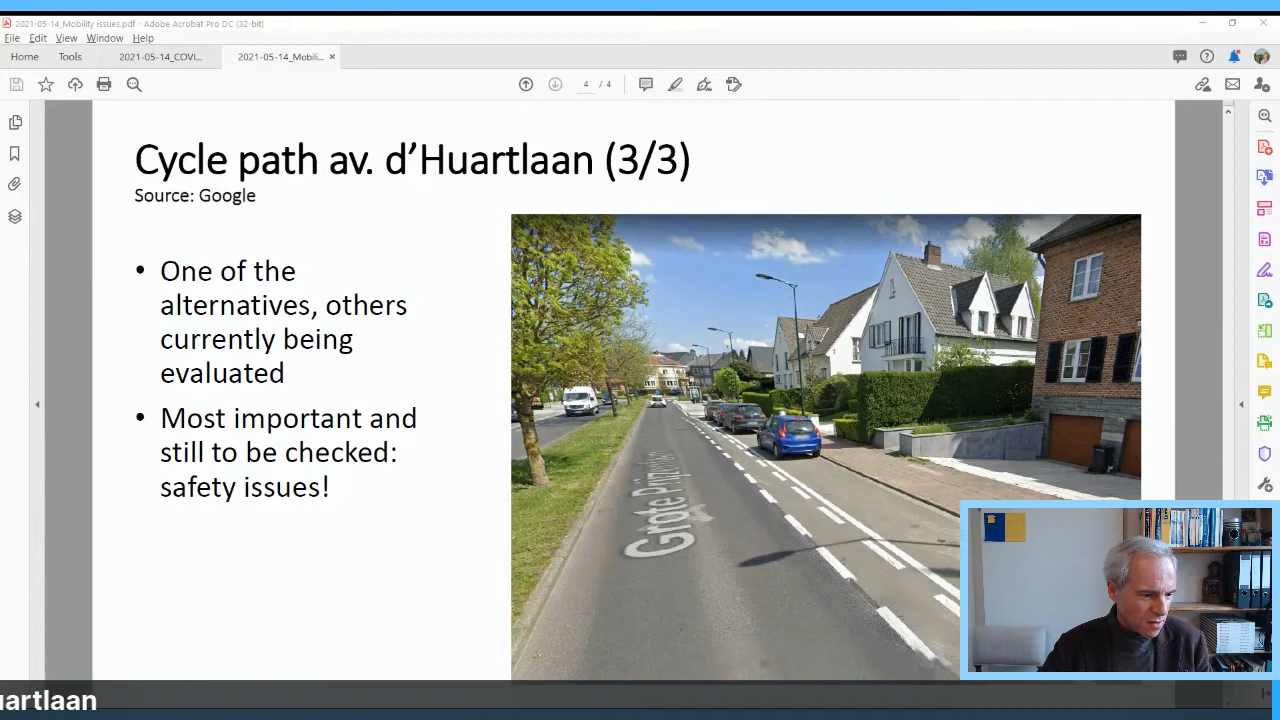 2021-05-14_Mobility issues.pdf - Adobe Acrobat Pro DC (32-bit)
File Edit View Window Help
Home Tools 2021-05-14_COVI... 2021-05-14_Mobili... ×
4 / 4
Cycle path av. d’Huartlaan (3/3)
Source: Google
• One of the
alternatives, others
currently being
evaluated
• Most important and
still to be checked:
safety issues!
Grote Prijzenlaan
uartlaan